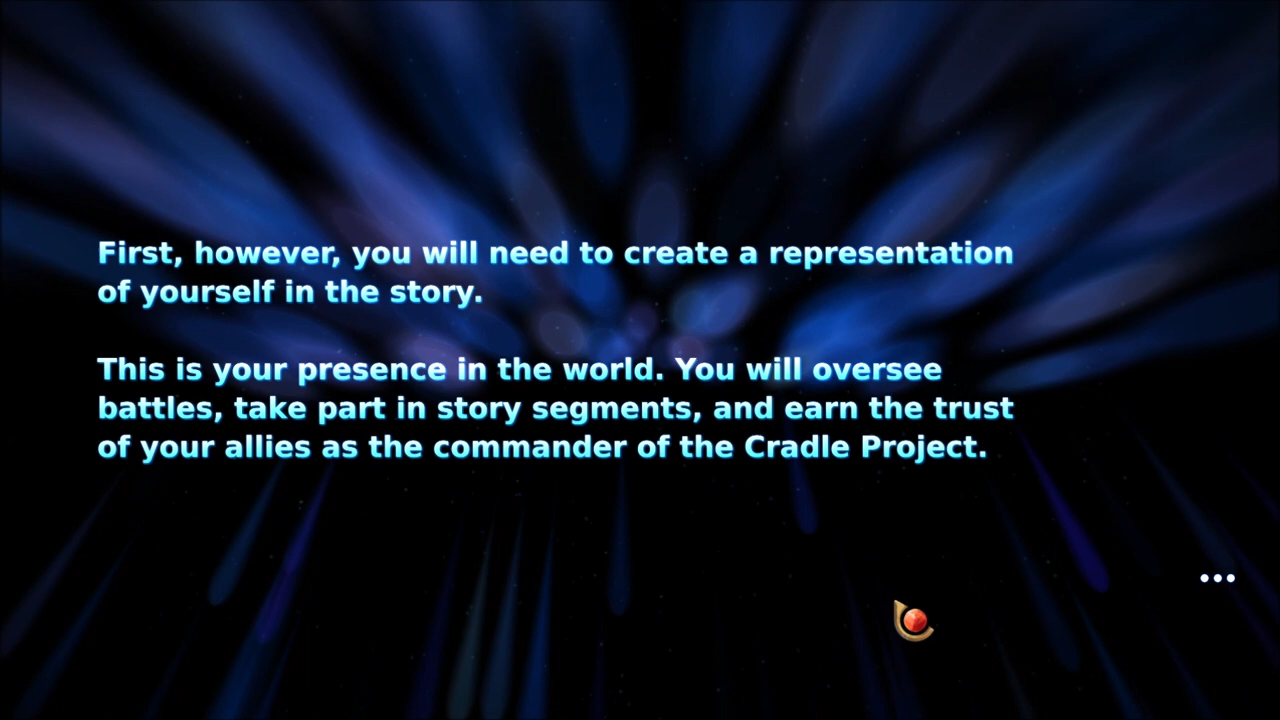 First, however, you will need to create a representation
of yourself in the story.
This is your presence in the world. You will oversee
battles, take part in story segments, and earn the trust
of your allies as the commander of the Cradle Project.
...